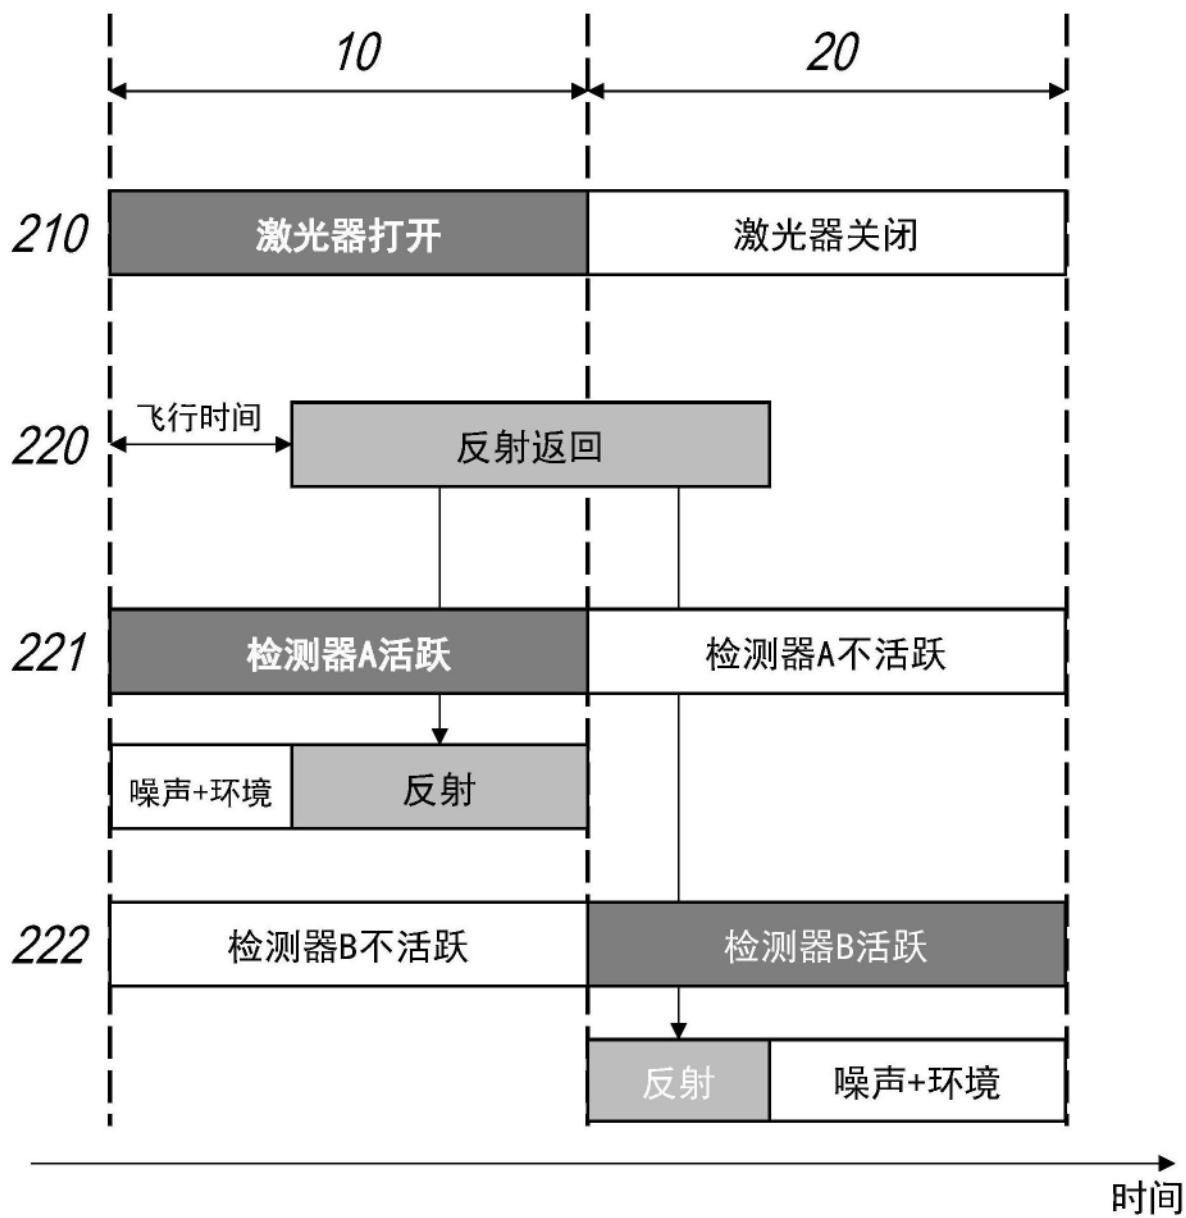 10
20
210
激光器打开
激光器关闭
飞行时间
220
反射返回
221
检测器A活跃
检测器A不活跃
噪声+环境
反射
222
检测器B不活跃
检测器B活跃
反射
噪声+环境
时间